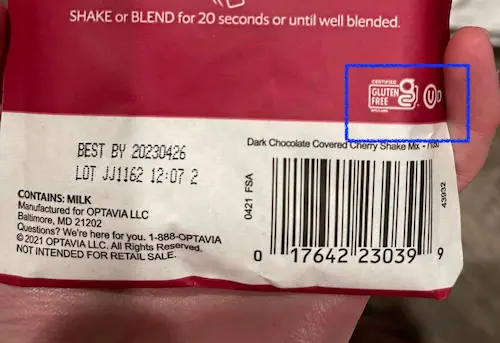 SHAKE or BLEND for 20 seconds or until well blended.
CERTIFIED
GLUTEN
FREE
U D
Dark Chocolate Covered Cherry Shake Mix -
BEST BY 20230426
LOT JJ1162 12:07 2
CONTAINS: MILK
Manufactured for OPTAVIA LLC
Baltimore, MD 21202
Questions? We're here for you. 1-888-OPTAVIA
© 2021 OPTAVIA LLC. All Rights Reserved.
NOT INTENDED FOR RETAIL SALE.
0421 FSA
43932
0 17642 23039 9